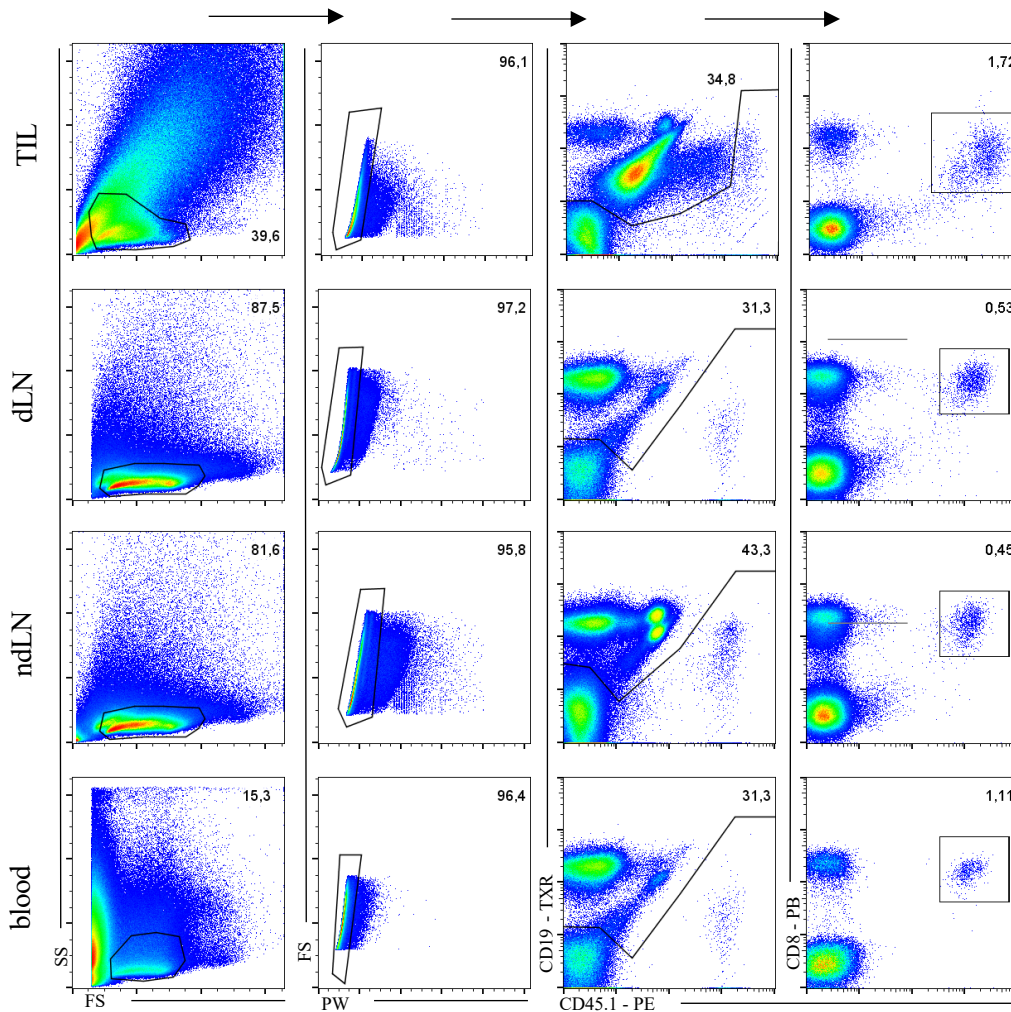 TIL
39,6
96,1
34,8
1,72
dLN
87,5
97,2
31,3
0,53
ndLN
81,6
95,8
43,3
0,45
blood
15,3
96,4
31,3
1,11
SS
FS
CD19 - TXR
CD8 - PB
FS
PW
CD45.1 - PE